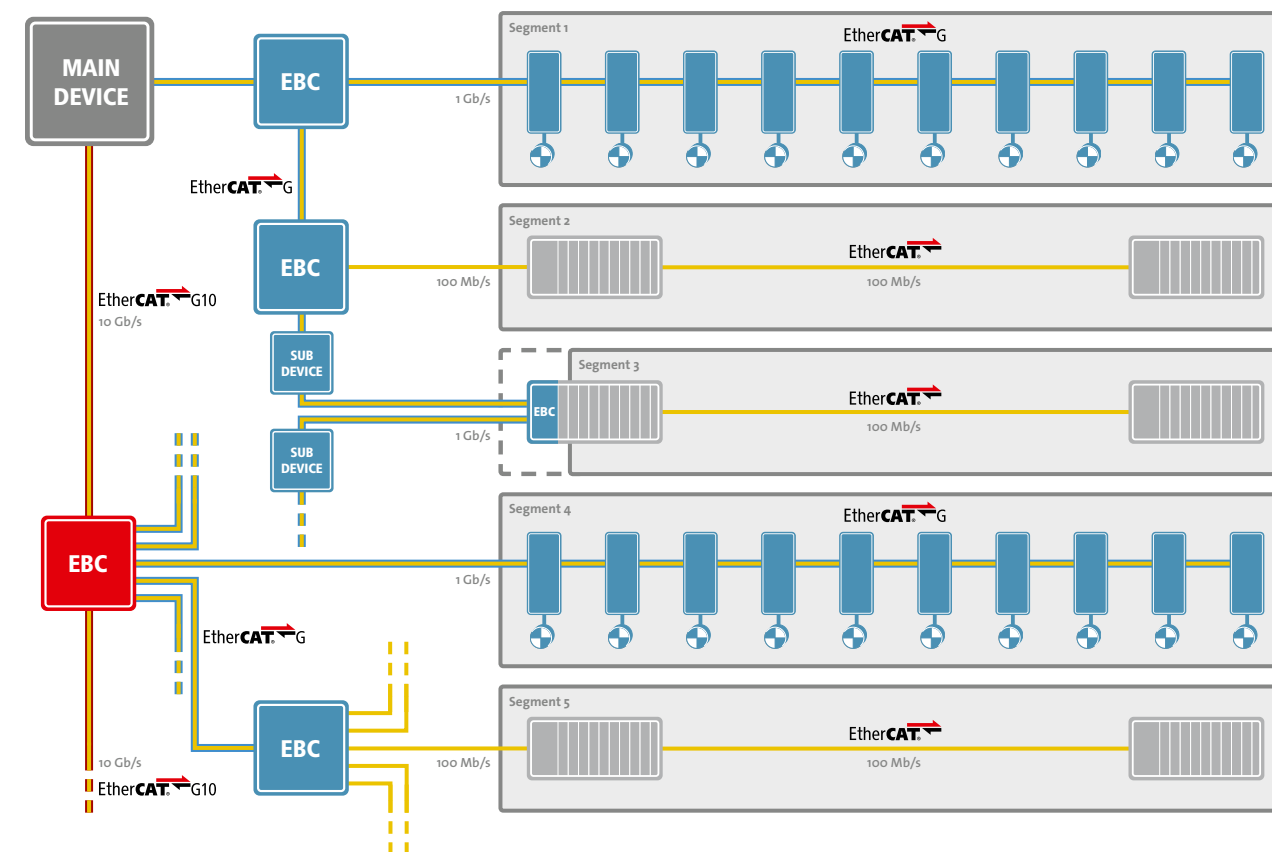 MAIN
DEVICE
EBC
1 Gb/s
Segment 1
EtherCAT® G
EtherCAT® G
EBC
100 Mb/s
Segment 2
EtherCAT®
100 Mb/s
EtherCAT® G10
10 Gb/s
SUB
DEVICE
Segment 3
EBC
EtherCAT®
100 Mb/s
1 Gb/s
SUB
DEVICE
EBC
1 Gb/s
Segment 4
EtherCAT® G
EtherCAT® G
EBC
100 Mb/s
Segment 5
EtherCAT®
100 Mb/s
10 Gb/s
EtherCAT® G10